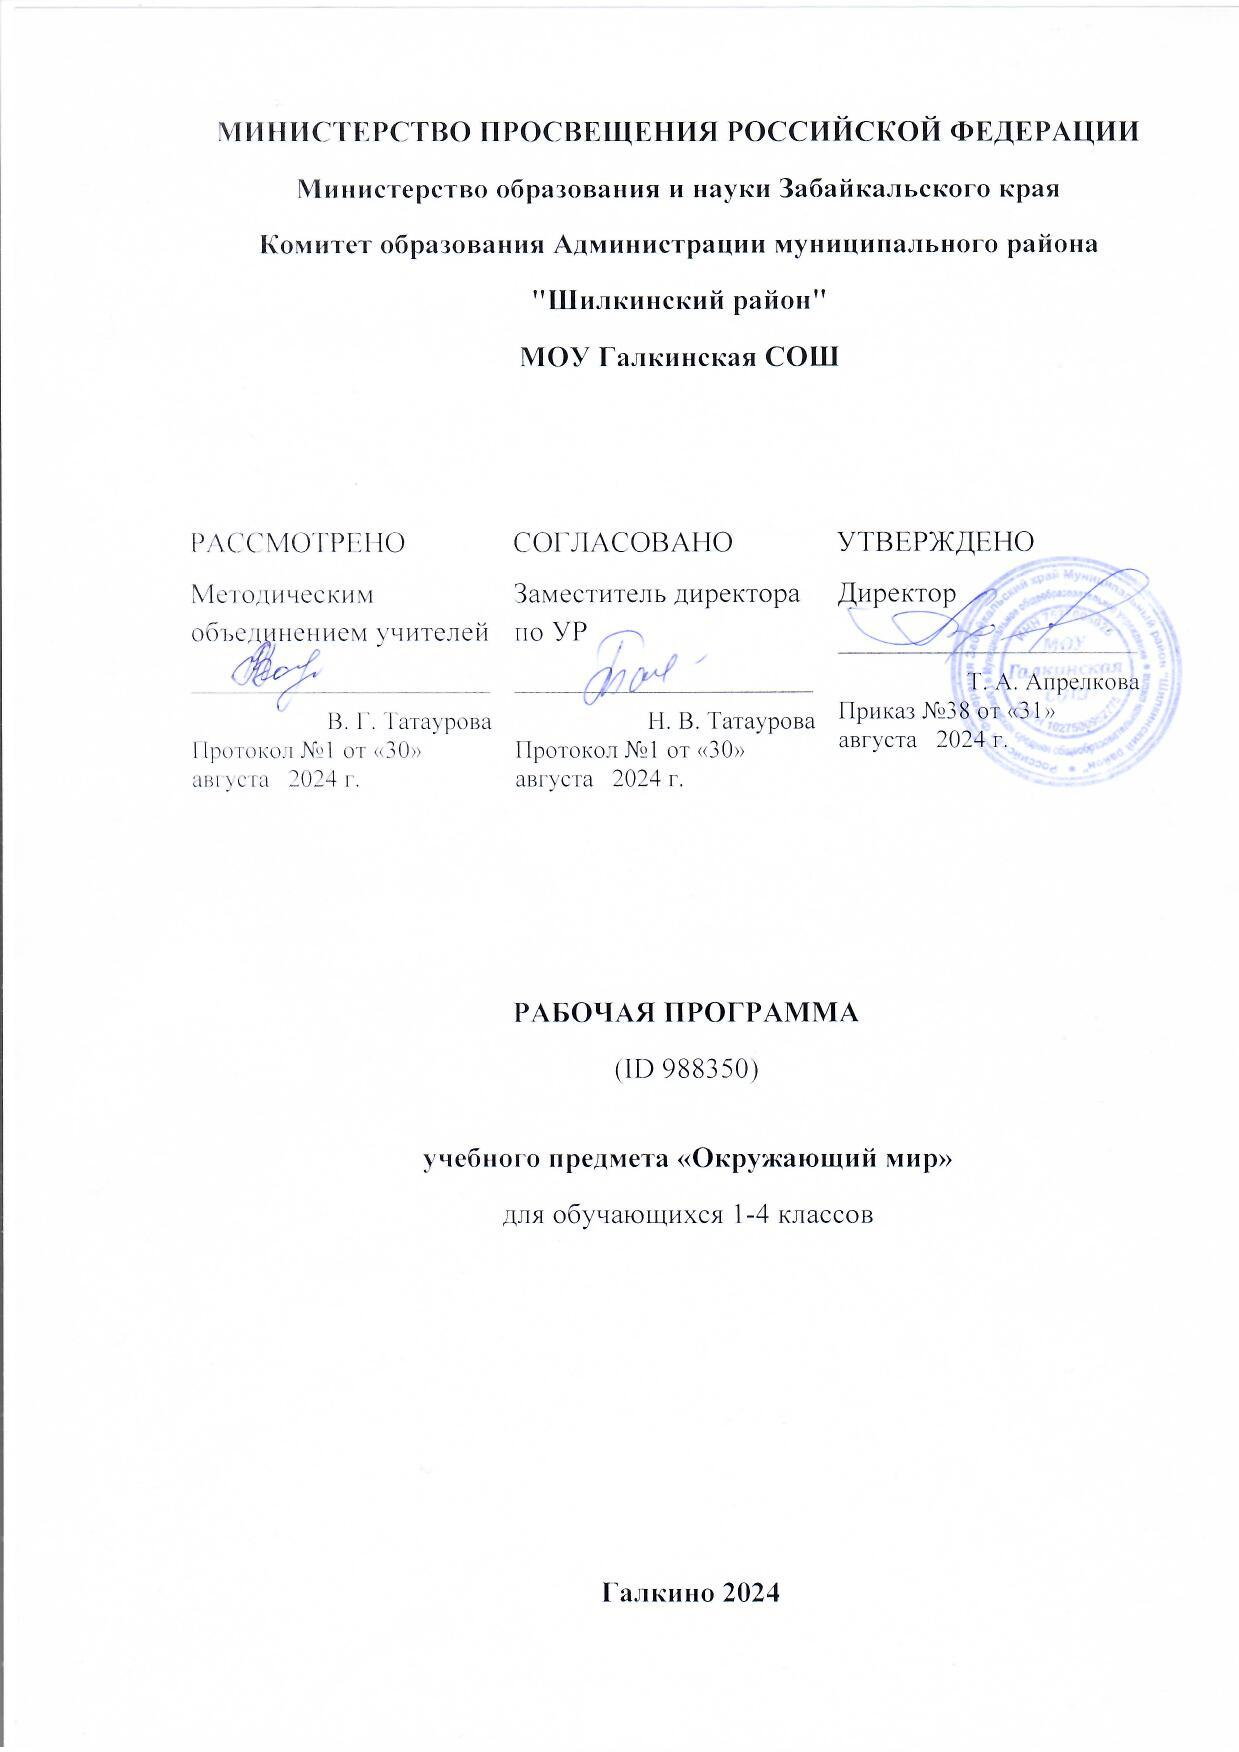 МИНИСТЕРСТВО ПРОСВЕЩЕНИЯ РОССИЙСКОЙ ФЕДЕРАЦИИ
Министерство образования и науки Забайкальского края
Комитет образования Администрации муниципального района
"Шилкинский район"
МОУ Галкинская СОШ
РАССМОТРЕНО
Методическим
объединением учителей
В. Г. Татаурова
Протокол №1 от «30»
августа 2024 г.
СОГЛАСОВАНО
Заместитель директора
по УР
Н. В. Татаурова
Протокол №1 от «30»
августа 2024 г.
УТВЕРЖДЕНО
Директор
Т. А. Апрелкова
Приказ №38 от «31»
августа 2024 г.
МОУ
Галкинская
РАБОЧАЯ ПРОГРАММА
(ID 988350)
учебного предмета «Окружающий мир»
для обучающихся 1-4 классов
Галкино 2024